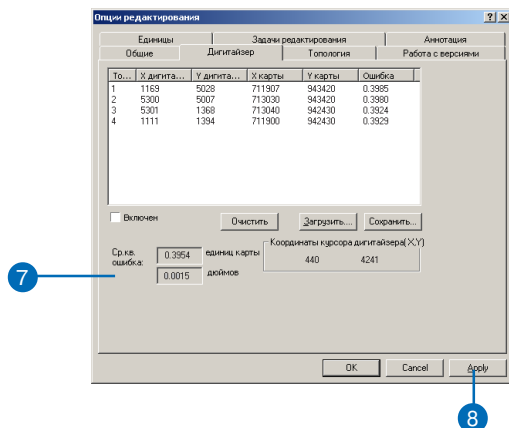 Опции редактирования
Единицы Задачи редактирования Аннотация
Общие Дигитайзер Топология Работа с версиями
То... X дигита... Y дигита... X карты Y карты Ошибка
1 1169 5028 711907 943420 0.3985
2 5300 5007 713030 943420 0.3980
3 5301 1368 713040 942430 0.3924
4 1111 1394 711900 942430 0.3929
Включен Очистить Загрузить... Сохранить...
Координаты курсора дигитайзера(X,Y)
Ср.кв. ошибка: 0.3954 единиц карты 440 4241
0.0015 дюймов
7
OK Cancel Apply
8